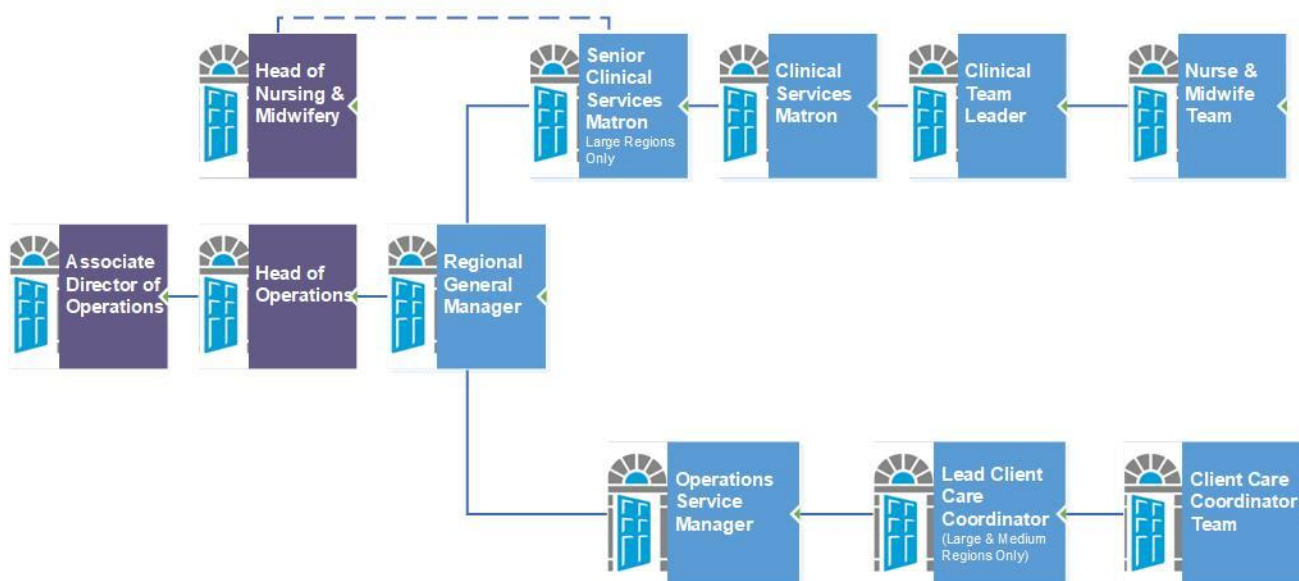 Head of
Nursing &
Midwifery
Senior
Clinical
Services
Matron
Large Regions
Only
Clinical
Services
Matron
Clinical
Team
Leader
Nurse &
Midwife
Team
Associate
Director of
Operations
Head of
Operations
Regional
General
Manager
Operations
Service
Manager
Lead Client
Care
Coordinator
(Large & Medium
Regions Only)
Client Care
Coordinator
Team